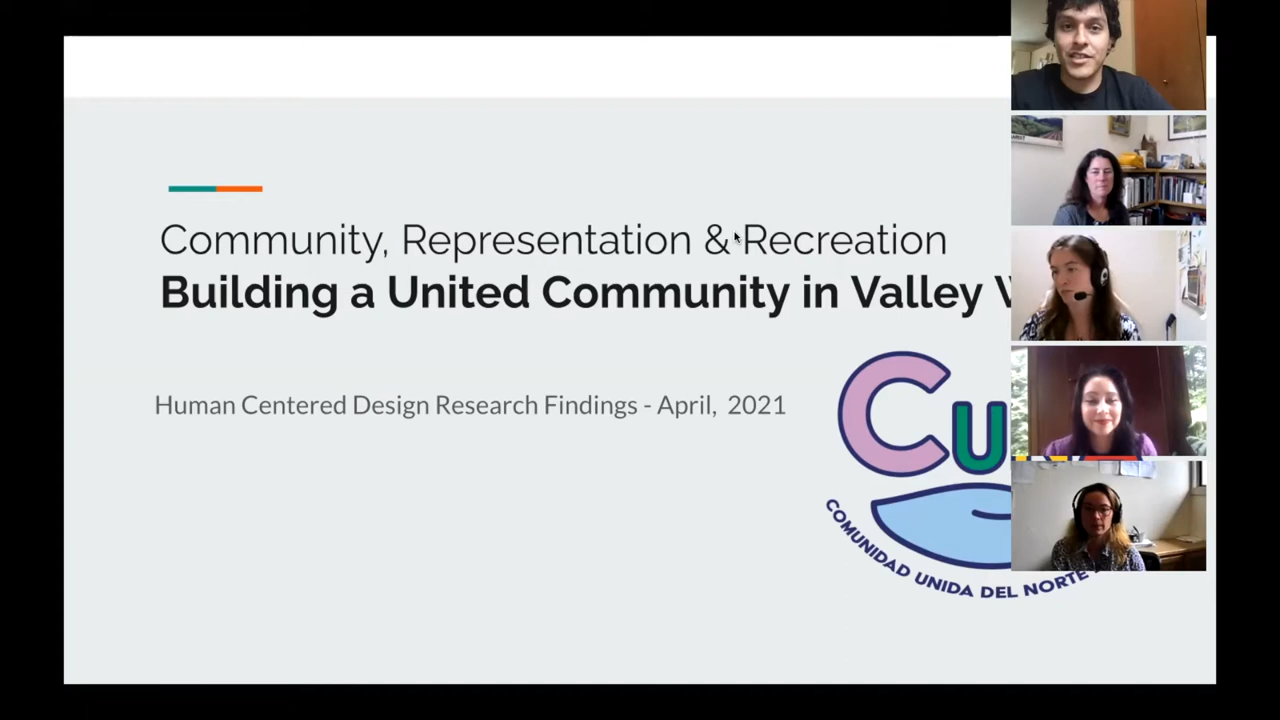 Community, Representation & Recreation
Building a United Community in Valley
Human Centered Design Research Findings - April, 2021
COMUNIDAD UNIDA DEL NORTE